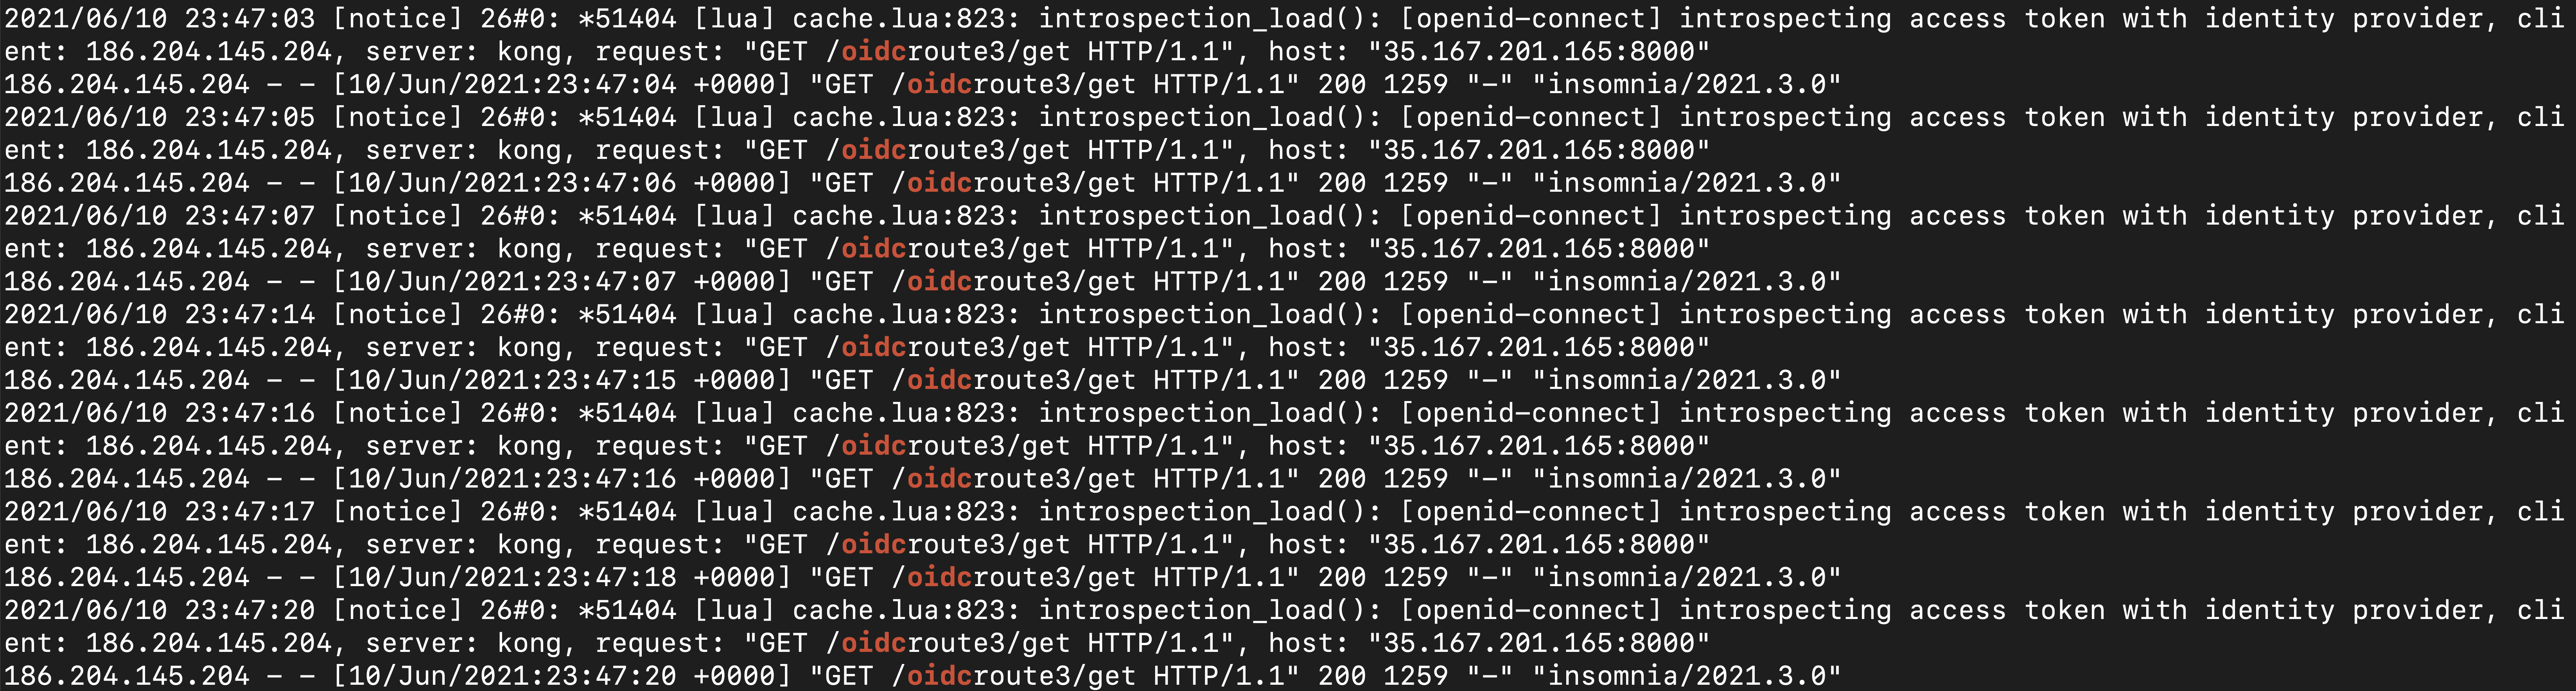 2021/06/10 23:47:03 [notice] 26#0: *51404 [lua] cache.lua:823: introspection_load(): [openid-connect] introspecting access token with identity provider, cli
ent: 186.204.145.204, server: kong, request: "GET /oidcroute3/get HTTP/1.1", host: "35.167.201.165:8000"
186.204.145.204 - - [10/Jun/2021:23:47:04 +0000] "GET /oidcroute3/get HTTP/1.1" 200 1259 "-" "insomnia/2021.3.0"
2021/06/10 23:47:05 [notice] 26#0: *51404 [lua] cache.lua:823: introspection_load(): [openid-connect] introspecting access token with identity provider, cli
ent: 186.204.145.204, server: kong, request: "GET /oidcroute3/get HTTP/1.1", host: "35.167.201.165:8000"
186.204.145.204 - - [10/Jun/2021:23:47:06 +0000] "GET /oidcroute3/get HTTP/1.1" 200 1259 "-" "insomnia/2021.3.0"
2021/06/10 23:47:07 [notice] 26#0: *51404 [lua] cache.lua:823: introspection_load(): [openid-connect] introspecting access token with identity provider, cli
ent: 186.204.145.204, server: kong, request: "GET /oidcroute3/get HTTP/1.1", host: "35.167.201.165:8000"
186.204.145.204 - - [10/Jun/2021:23:47:07 +0000] "GET /oidcroute3/get HTTP/1.1" 200 1259 "-" "insomnia/2021.3.0"
2021/06/10 23:47:14 [notice] 26#0: *51404 [lua] cache.lua:823: introspection_load(): [openid-connect] introspecting access token with identity provider, cli
ent: 186.204.145.204, server: kong, request: "GET /oidcroute3/get HTTP/1.1", host: "35.167.201.165:8000"
186.204.145.204 - - [10/Jun/2021:23:47:15 +0000] "GET /oidcroute3/get HTTP/1.1" 200 1259 "-" "insomnia/2021.3.0"
2021/06/10 23:47:16 [notice] 26#0: *51404 [lua] cache.lua:823: introspection_load(): [openid-connect] introspecting access token with identity provider, cli
ent: 186.204.145.204, server: kong, request: "GET /oidcroute3/get HTTP/1.1", host: "35.167.201.165:8000"
186.204.145.204 - - [10/Jun/2021:23:47:16 +0000] "GET /oidcroute3/get HTTP/1.1" 200 1259 "-" "insomnia/2021.3.0"
2021/06/10 23:47:17 [notice] 26#0: *51404 [lua] cache.lua:823: introspection_load(): [openid-connect] introspecting access token with identity provider, cli
ent: 186.204.145.204, server: kong, request: "GET /oidcroute3/get HTTP/1.1", host: "35.167.201.165:8000"
186.204.145.204 - - [10/Jun/2021:23:47:18 +0000] "GET /oidcroute3/get HTTP/1.1" 200 1259 "-" "insomnia/2021.3.0"
2021/06/10 23:47:20 [notice] 26#0: *51404 [lua] cache.lua:823: introspection_load(): [openid-connect] introspecting access token with identity provider, cli
ent: 186.204.145.204, server: kong, request: "GET /oidcroute3/get HTTP/1.1", host: "35.167.201.165:8000"
186.204.145.204 - - [10/Jun/2021:23:47:20 +0000] "GET /oidcroute3/get HTTP/1.1" 200 1259 "-" "insomnia/2021.3.0"